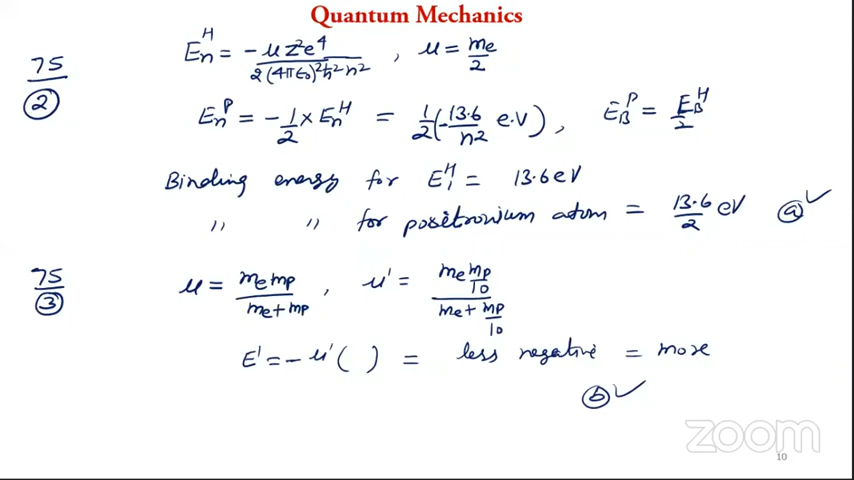 Quantum Mechanics
75/② E_n^H = -μz²e⁴/2(4πε₀)²ħ²n² , μ = me/2
E_n^P = -1/2 × E_n^H = 1/2(-13.6/n² e.V) , E_B^P = E_B^H/2
Binding energy for E_1^H = 13.6 eV
,, ,, for positronium atom = 13.6/2 eV ⓐ ✓
75/③ μ = memp/me+mp , μ' = me mp/10/me + mp/10
E' = -μ'( ) = less negative = more
ⓑ ✓
zoom
10